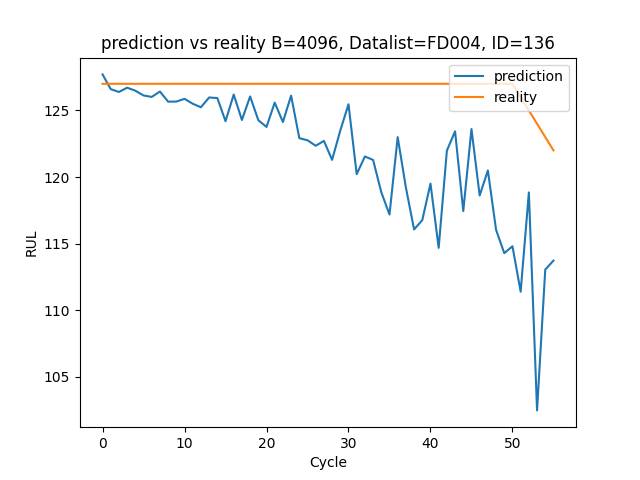 prediction vs reality B=4096, Datalist=FD004, ID=136
prediction
reality
RUL
125
120
115
110
105
0 10 20 30 40 50
Cycle